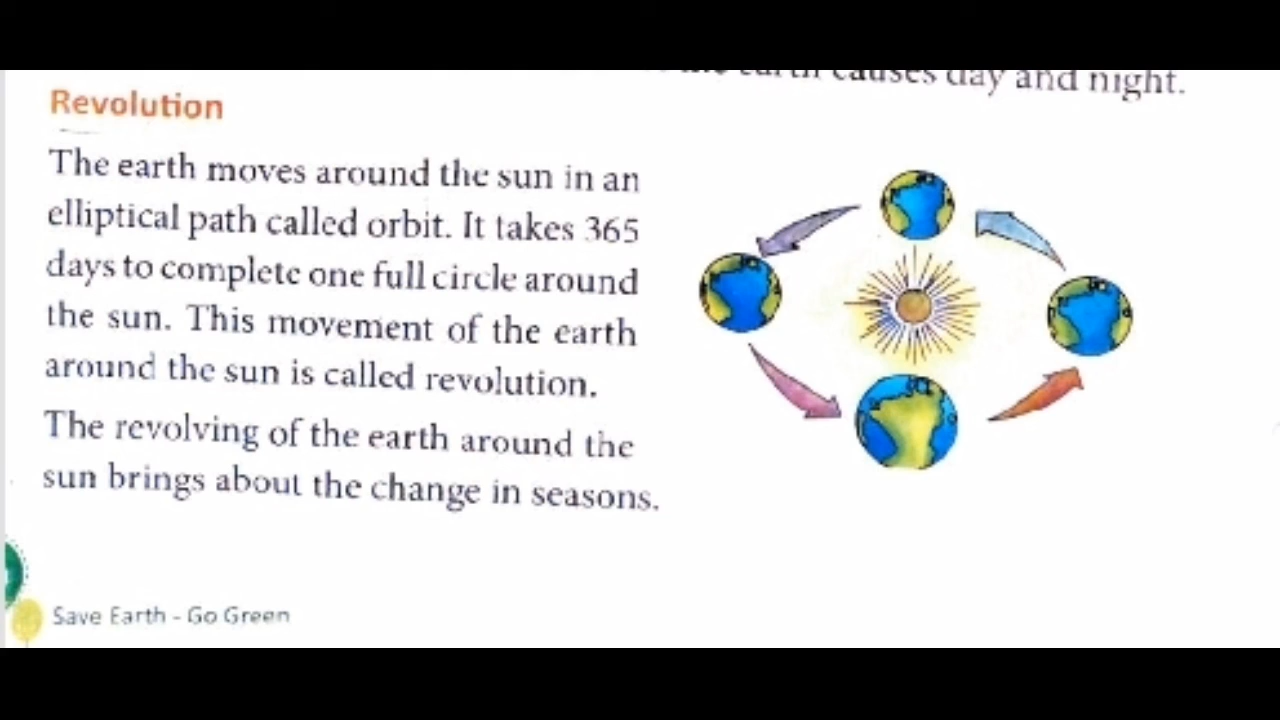 the earth causes day and night.
Revolution
The earth moves around the sun in an
elliptical path called orbit. It takes 365
days to complete one full circle around
the sun. This movement of the earth
around the sun is called revolution.
The revolving of the earth around the
sun brings about the change in seasons.
Save Earth - Go Green